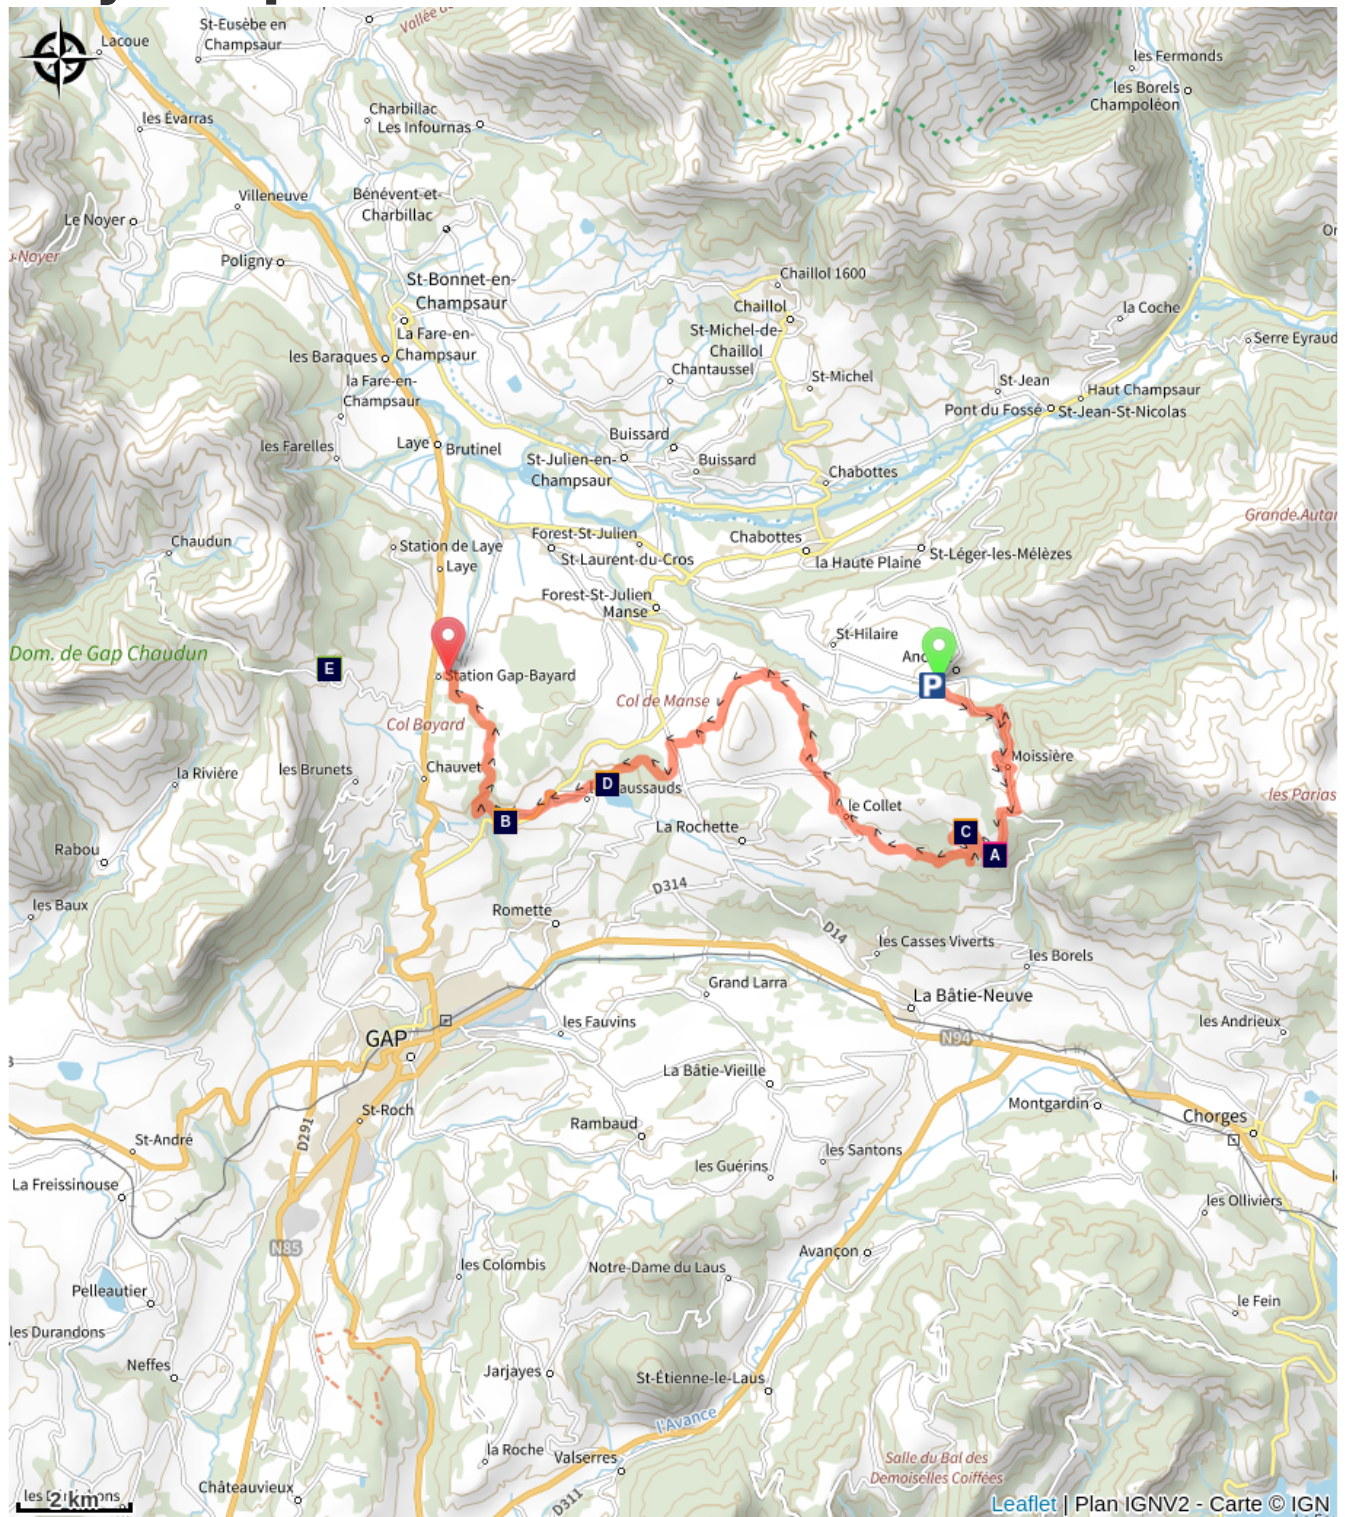 St-Eusèbe en
Champsaur
Lacoue
les Fermonds
les Borels
Champoléon
les Évarras
Charbillac
Les Infournas
Villeneuve
Bénévent-et-
Charbillac
Le Noyer
Poligny
St-Bonnet-en-
Champsaur
Chaillol 1600
Chaillol
la Coche
La Fare-en-
Champsaur
les Baraques
St-Michel-de-
Chaillol
Serre Eyraud
Chantaussel
la Fare-en-
Champsaur
St-Michel
St-Jean
Haut Champsaur
Pont du Fossé
St-Jean-St-Nicolas
les Farelles
Laye
Brutinel
Buissard
St-Julien-en-
Champsaur
Buissard
Chabottes
Chaudun
Station de Laye
Laye
Forest-St-Julien
St-Laurent-du-Cros
Chabottes
la Haute Plaine
St-Léger-les-Mélèzes
Forest-St-Julien
Manse
St-Hilaire
Dom. de Gap Chaudun
E
Station Gap-Bayard
P
Col Bayard
Col de Manse
Moissière
la Rivière
les Brunets
Chauvet
D
B
le Collet
La Rochette
C
A
Rabou
les Baux
D314
Romette
D14
les Casses Viverts
les Borels
Grand Larra
La Bâtie-Neuve
GAP
les Fauvins
N94
les Andrieux
La Bâtie-Vieille
St-Roch
Montgardin
Chorges
St-André
D291
Rambaud
les Santons
les Guérins
La Freissinouse
les Olliviers
N85
les Colombis
Notre-Dame du Laus
Avançon
Pelleautier
le Fein
les Durandons
Neffes
Jarjayes
St-Étienne-le-Laus
l'Avance
la Roche
Valserres
Salle du Bal des
Demoiselles Coiffées
Châteauvieux
D311
2 km
Leaflet | Plan IGNV2 - Carte © IGN